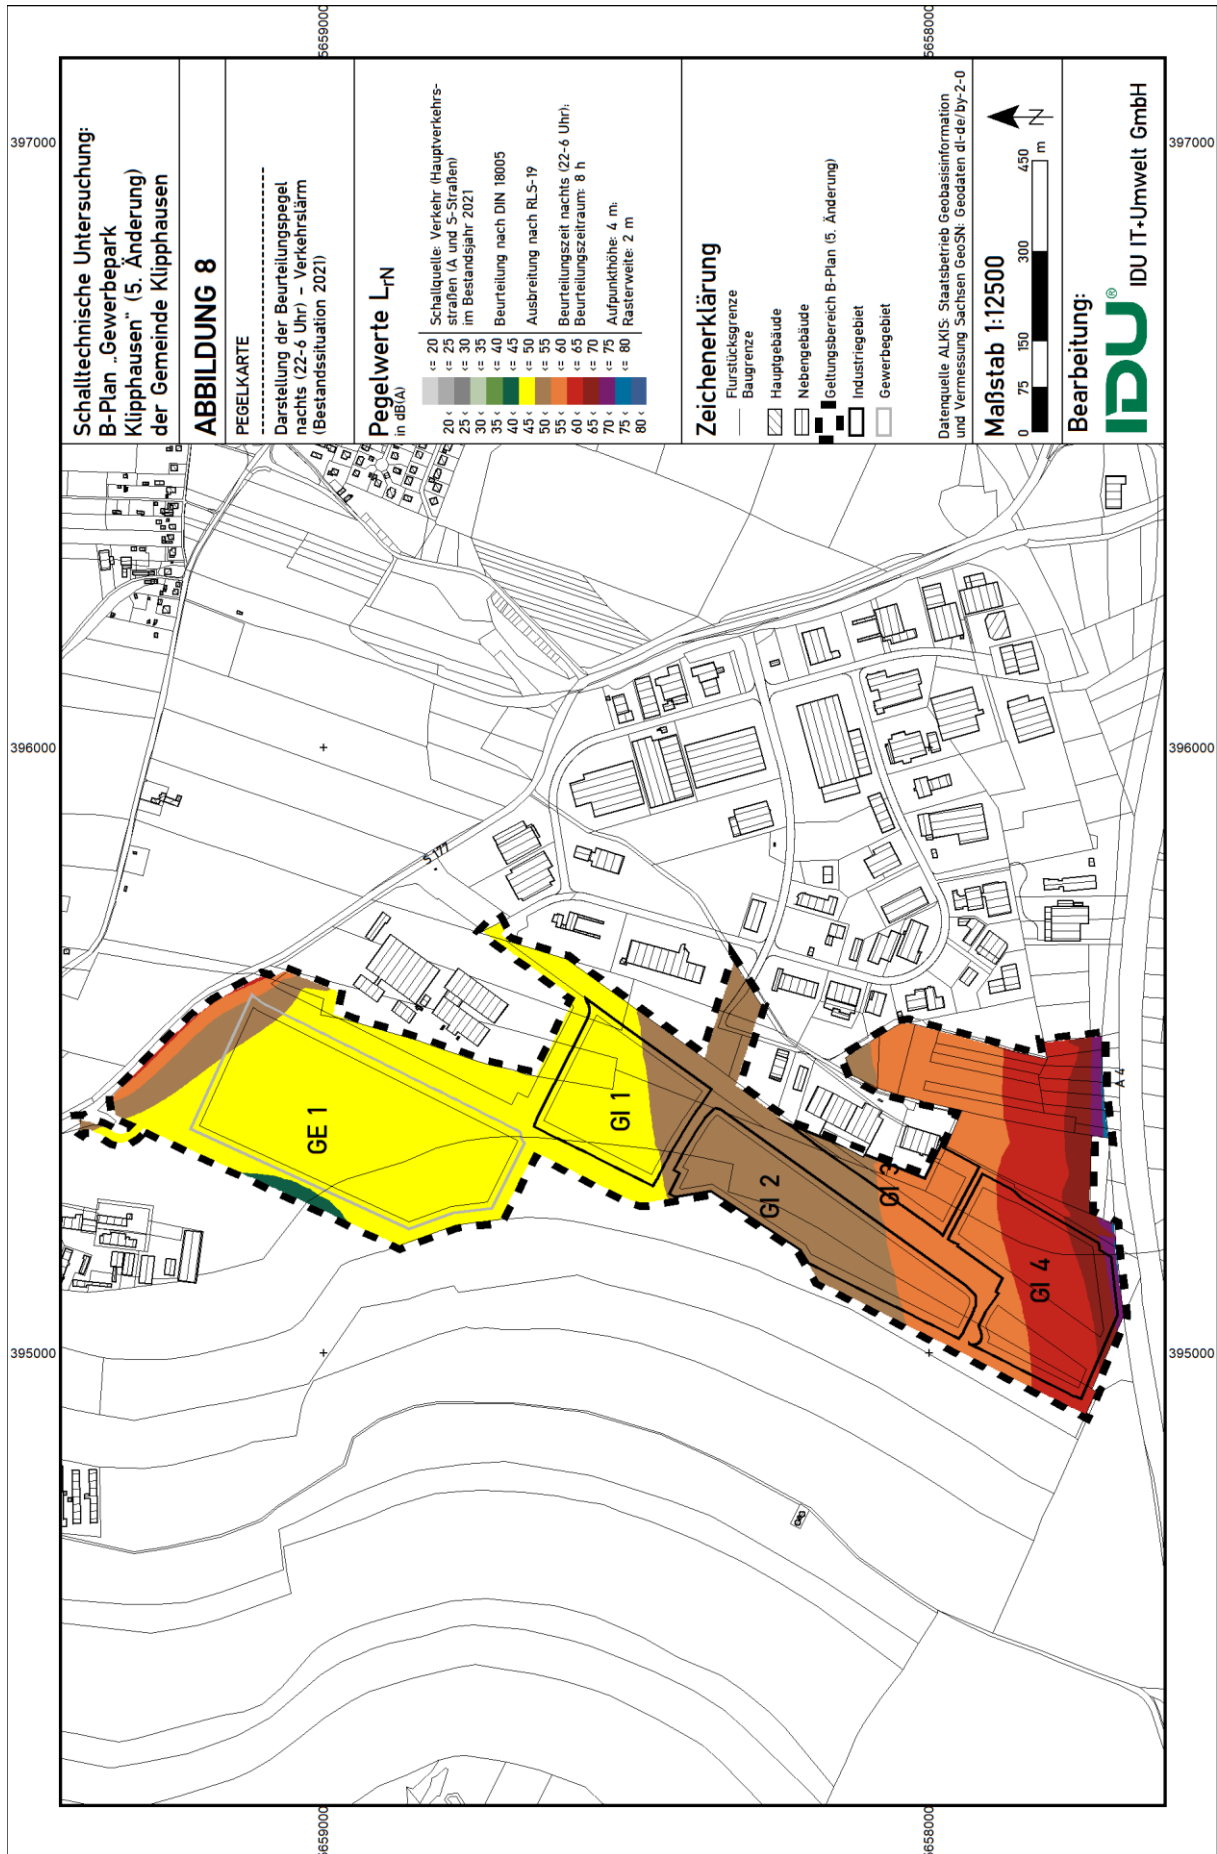 Schalltechnische Untersuchung:
B-Plan „Gewerbepark
Klipphausen“ (5. Änderung)
der Gemeinde Klipphausen
ABBILDUNG 8
PEGELKARTE
Darstellung der Beurteilungspegel
nachts (22-6 Uhr) - Verkehrslärm
(Bestandssituation 2021)
Pegelwerte LrN
in dB(A)
<= 20
20 < <= 25
25 < <= 30
30 < <= 35
35 < <= 40
40 < <= 45
45 < <= 50
50 < <= 55
55 < <= 60
60 < <= 65
65 < <= 70
70 < <= 75
75 < <= 80
80 <
Schallquelle: Verkehr (Hauptverkehrs-
straßen (A und S-Straßen)
im Bestandsjahr 2021
Beurteilung nach DIN 18005
Ausbreitung nach RLS-19
Beurteilungszeit nachts (22-6 Uhr):
Beurteilungszeitraum: 8 h
Aufpunkthöhe: 4 m:
Rasterweite: 2 m
Zeichenerklärung
Flurstücksgrenze
Baugrenze
Hauptgebäude
Nebengebäude
Geltungsbereich B-Plan (5. Änderung)
Industriegebiet
Gewerbegebiet
Datenquelle ALKIS: Staatsbetrieb Geobasisinformation
und Vermessung Sachsen GeoSN: Geodaten dl-de/by-2-0
Maßstab 1:12500
0 75 150 300 450
m
N
Bearbeitung:
IDU® IDU IT+Umwelt GmbH
5659000
5658000
397000
397000
396000
396000
395000
395000
5659000
5658000
S 177
A 4
GE 1
GI 1
GI 2
GI 3
GI 4